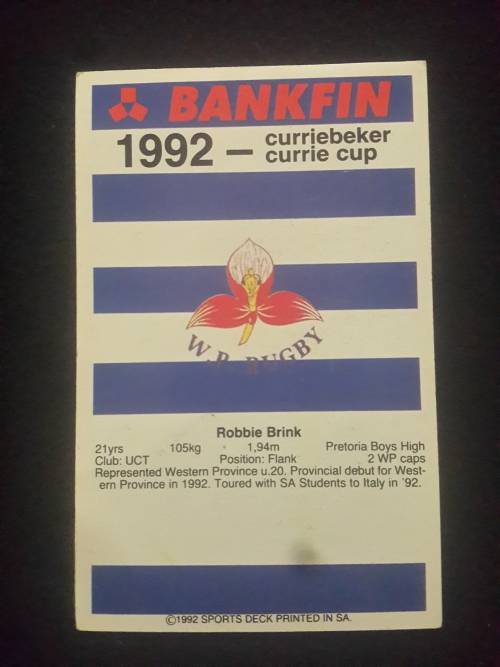 BANKFIN
1992 – curriebeker
currie cup
W.P. RUGBY
Robbie Brink
21yrs 105kg 1,94m Pretoria Boys High
Club: UCT Position: Flank 2 WP caps
Represented Western Province u.20. Provincial debut for West-
ern Province in 1992. Toured with SA Students to Italy in '92.
©1992 SPORTS DECK PRINTED IN SA.